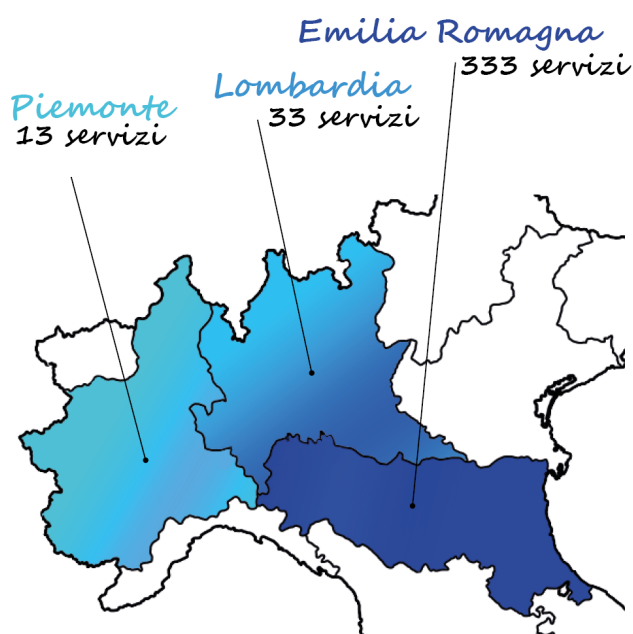 Emilia Romagna
333 servizi
Lombardia
33 servizi
Piemonte
13 servizi